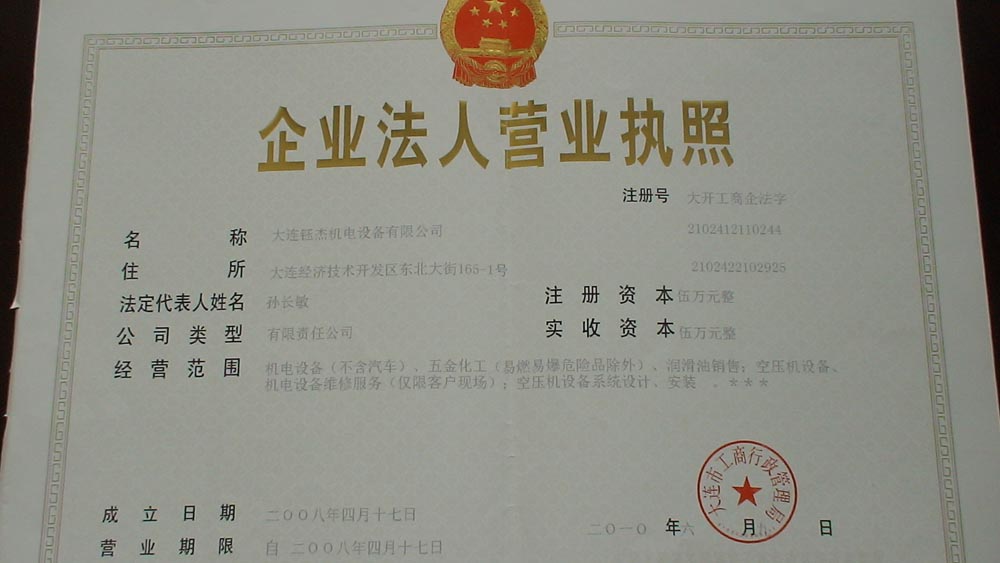 企业法人营业执照
注册号 大开工商企法字
2102412110244
名称 大连钰杰机电设备有限公司
2102422102925
住所 大连经济技术开发区东北大街165-1号
法定代表人姓名 孙长敏
注册资本 伍万元整
公司类型 有限责任公司
实收资本 伍万元整
经营范围 机电设备（不含汽车）、五金化工（易燃易爆危险品除外）、润滑油销售；空压机设备、
机电设备维修服务（仅限客户现场）；空压机设备系统设计、安装 。***
大连市工商行政管理局
成立日期 二〇〇八年四月十七日
二〇一〇 年 六 月 日
营业期限 自 二〇〇八年四月十七日